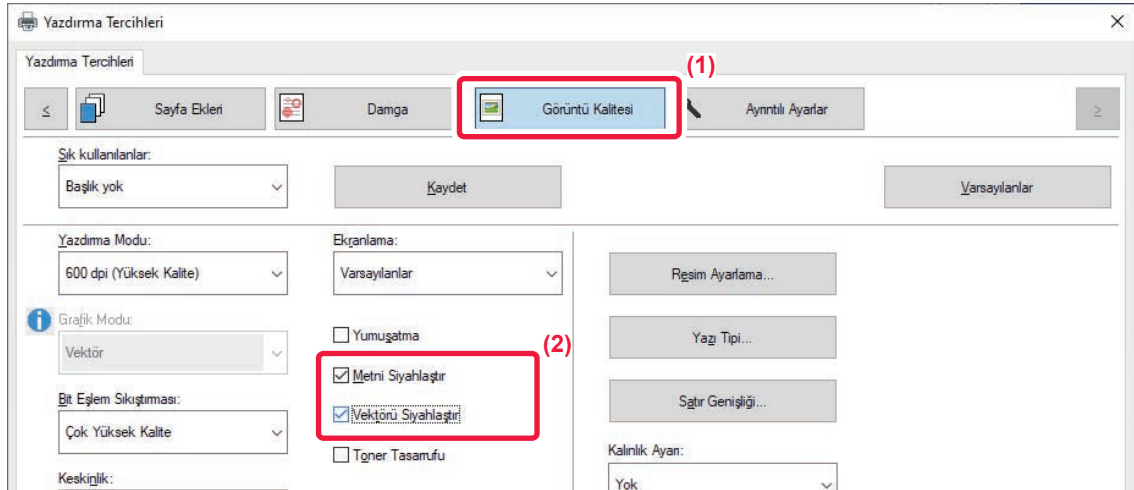 Yazdırma Tercihleri
Yazdırma Tercihleri
(1)
< Sayfa Ekleri Damga Görüntü Kalitesi Ayrıntılı Ayarlar >
Sık kullanılanlar:
Başlık yok Kaydet Varsayılanlar
Yazdırma Modu: Ekranlama:
600 dpi (Yüksek Kalite) Varsayılanlar Resim Ayarlama...
Grafik Modu: Yumuşatma (2) Yazı Tipi...
Vektör
Metni Siyahlaştır
Bit Eşlem Sıkıştırması: Vektörü Siyahlaştır Satır Genişliği...
Çok Yüksek Kalite
Toner Tasarrufu Kalınlık Ayarı:
Keskinlik: Yok